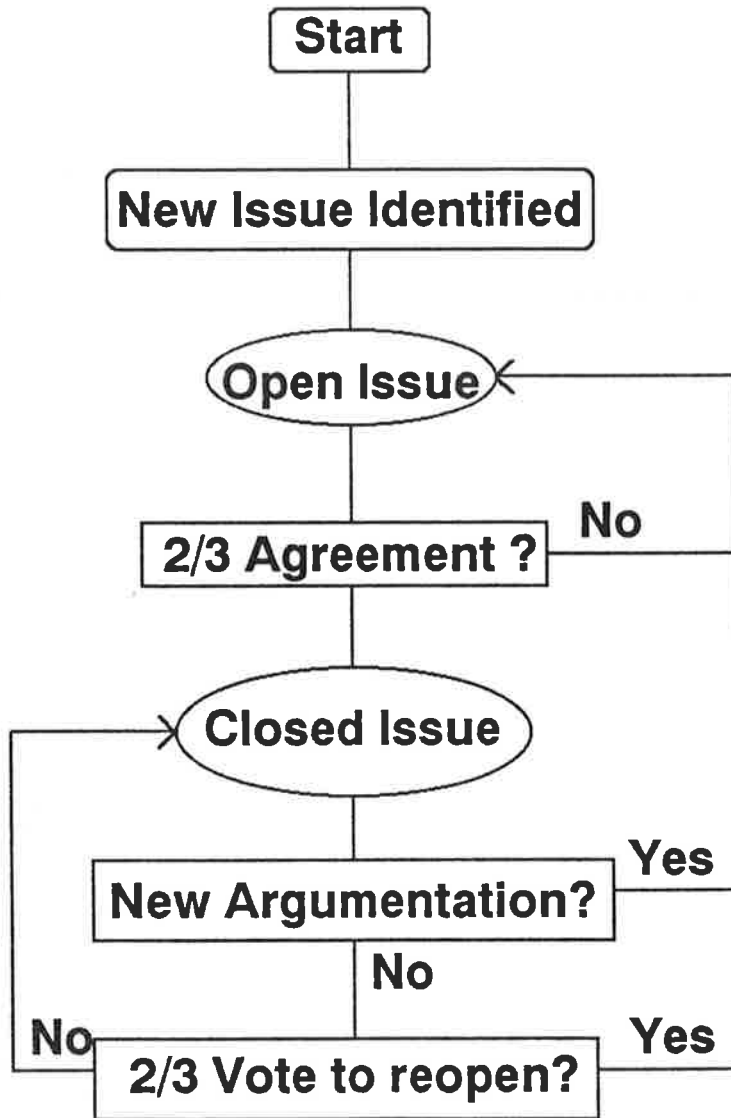 Start
New Issue Identified
Open Issue
2/3 Agreement ?
No
Closed Issue
New Argumentation?
Yes
No
No
2/3 Vote to reopen?
Yes